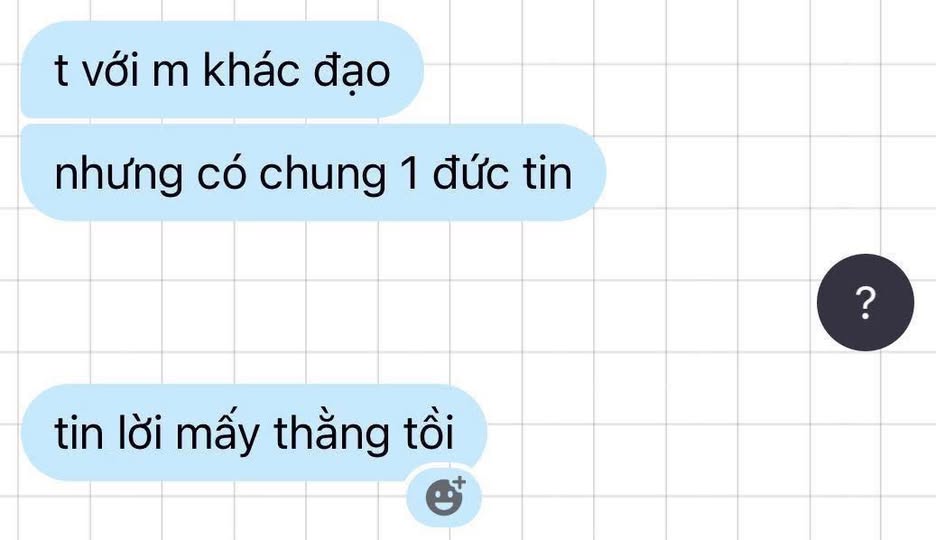 t với m khác đạo
nhưng có chung 1 đức tin
?
tin lời mấy thằng tồi